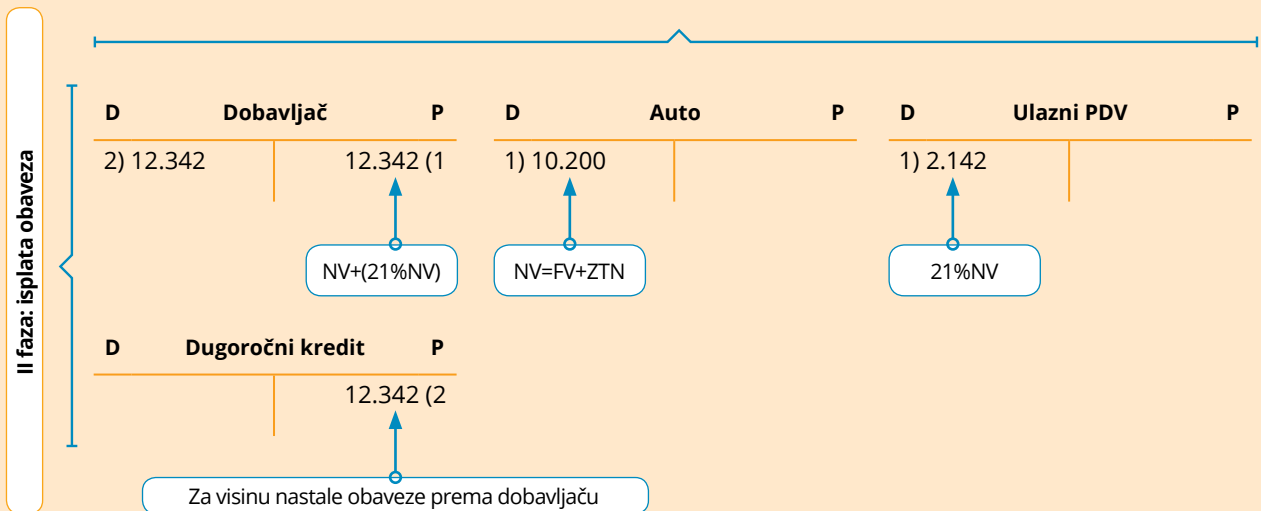 II faza: isplata obaveza
D Dobavljač P
2) 12.342 12.342 (1
NV+(21%NV)
D Auto P
1) 10.200
NV=FV+ZTN
D Ulazni PDV P
1) 2.142
21%NV
D Dugoročni kredit P
12.342 (2
Za visinu nastale obaveze prema dobavljaču